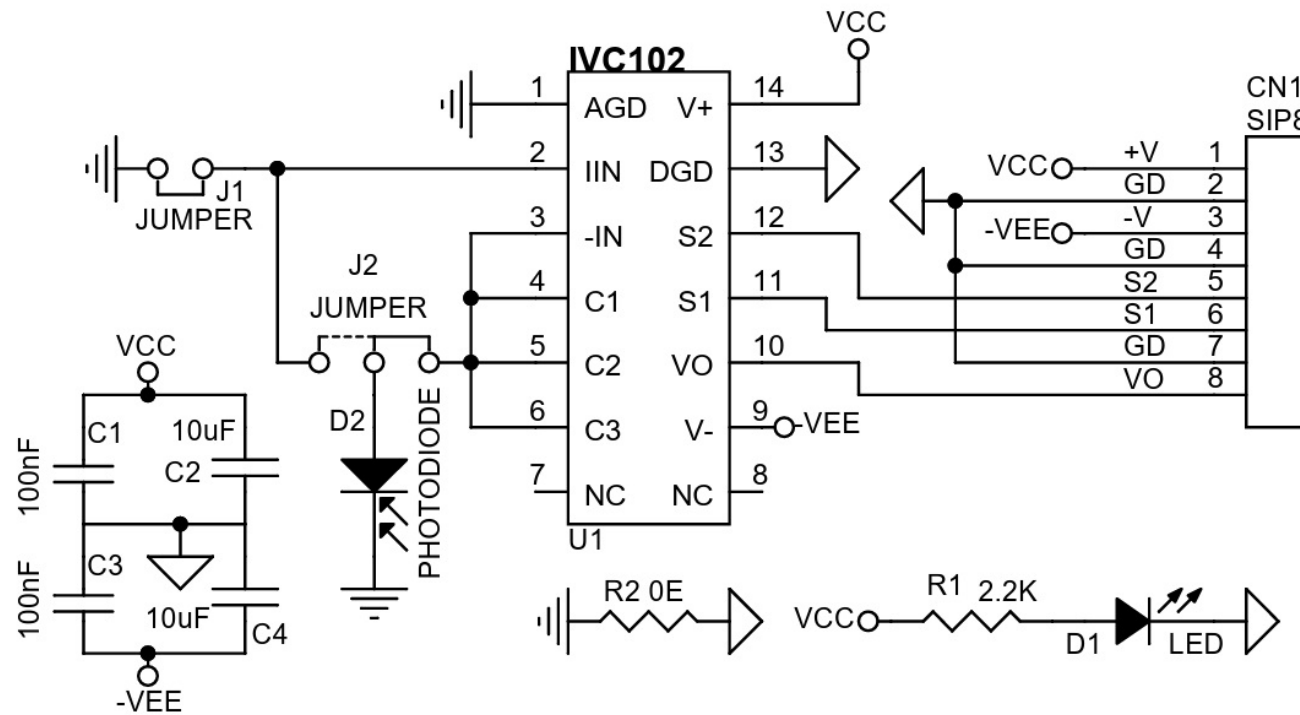 VCC
IVC102
CN1
SIP8
1
AGD
V+
14
2
IIN
DGD
13
3
-IN
S2
12
4
C1
S1
11
5
C2
VO
10
6
C3
V-
9
-VEE
7
NC
NC
8
U1
J1
JUMPER
J2
JUMPER
D2
PHOTODIODE
VCC
+V
1
GD
2
-VEE
-V
3
GD
4
S2
5
S1
6
GD
7
VO
8
VCC
C1
100nF
10uF
C2
C3
100nF
10uF
C4
-VEE
R2 0E
VCC
R1
2.2K
D1
LED